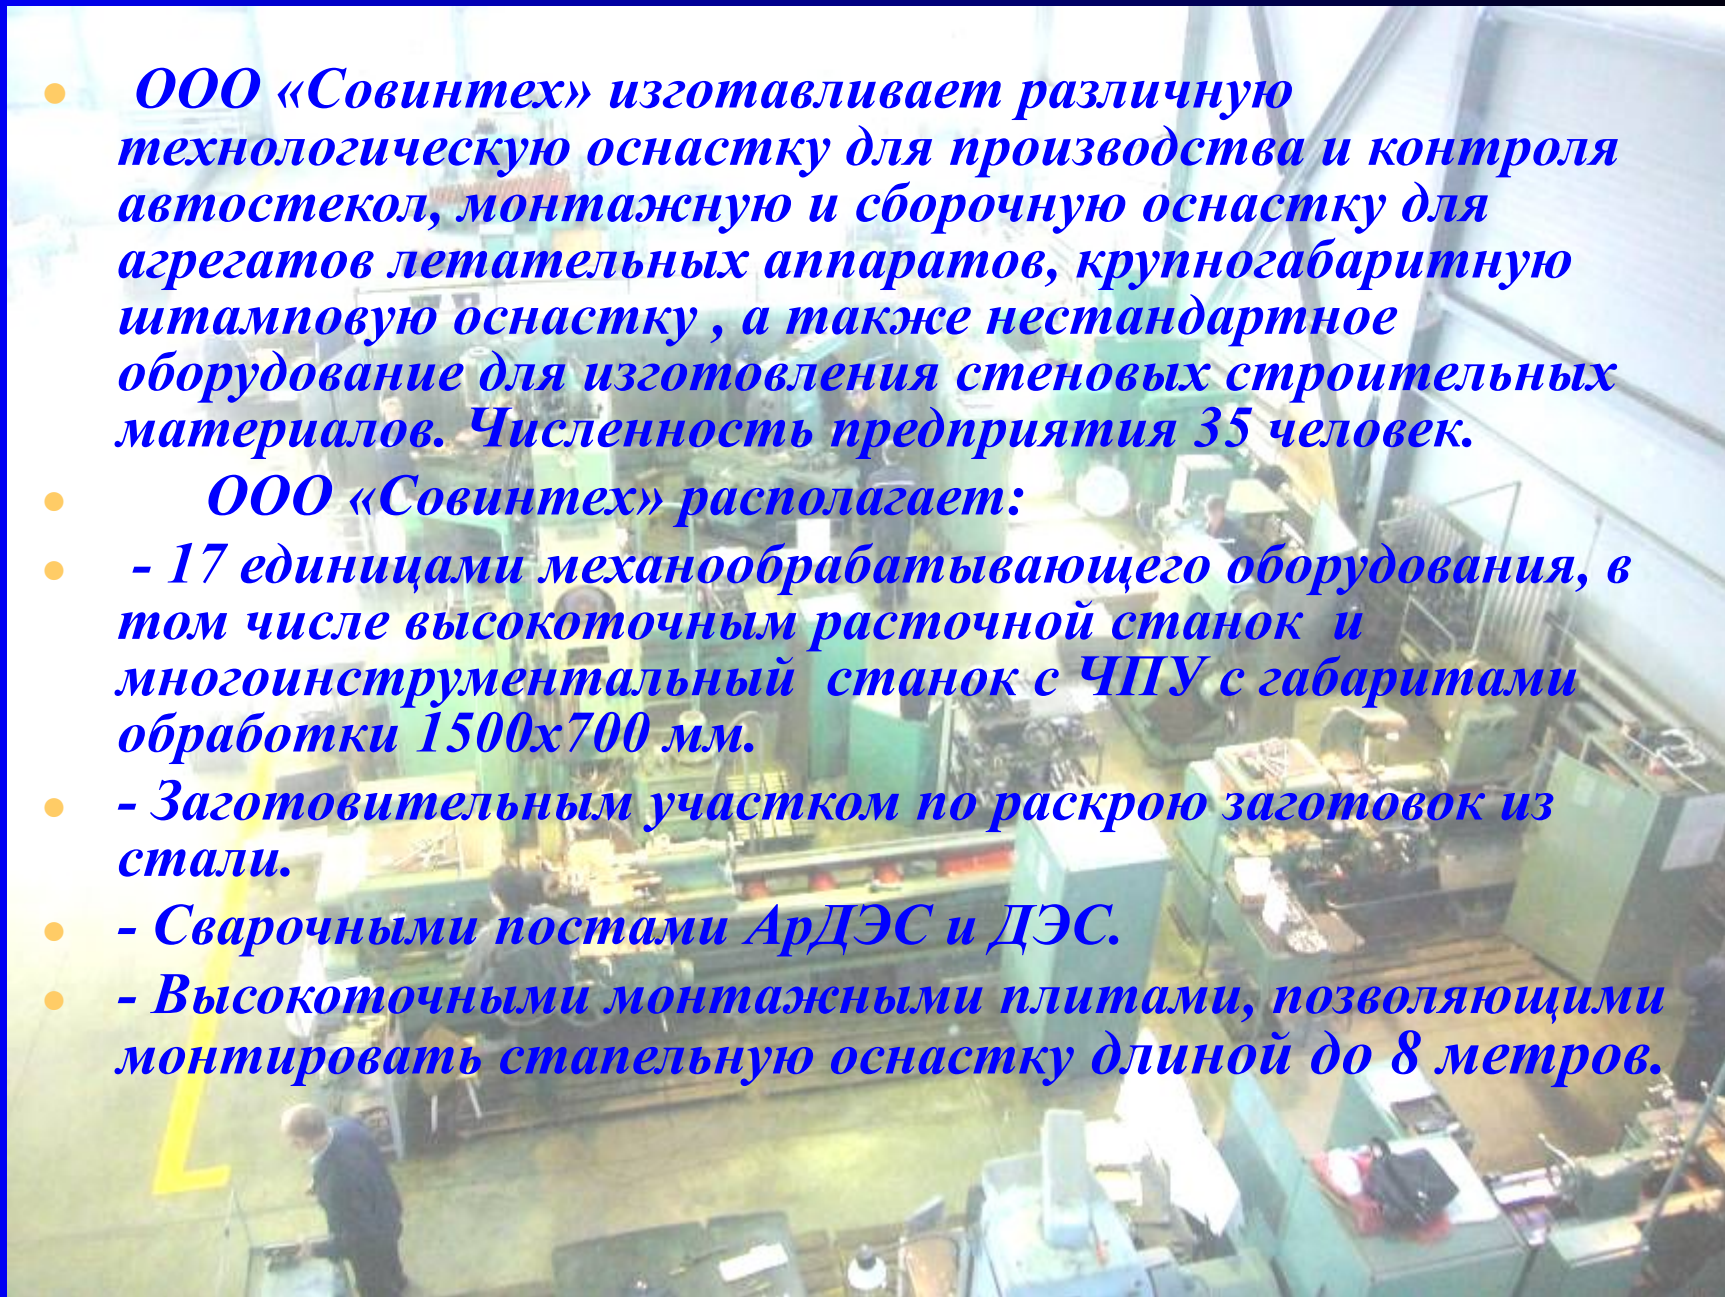 • ООО «Совинтех» изготавливает различную
технологическую оснастку для производства и контроля
автостекол, монтажную и сборочную оснастку для
агрегатов летательных аппаратов, крупногабаритную
штамповую оснастку , а также нестандартное
оборудование для изготовления стеновых строительных
материалов. Численность предприятия 35 человек.
• ООО «Совинтех» располагает:
• - 17 единицами механообрабатывающего оборудования, в
том числе высокоточным расточной станок и
многоинструментальный станок с ЧПУ с габаритами
обработки 1500х700 мм.
• - Заготовительным участком по раскрою заготовок из
стали.
• - Сварочными постами АрДЭС и ДЭС.
• - Высокоточными монтажными плитами, позволяющими
монтировать стапельную оснастку длиной до 8 метров.